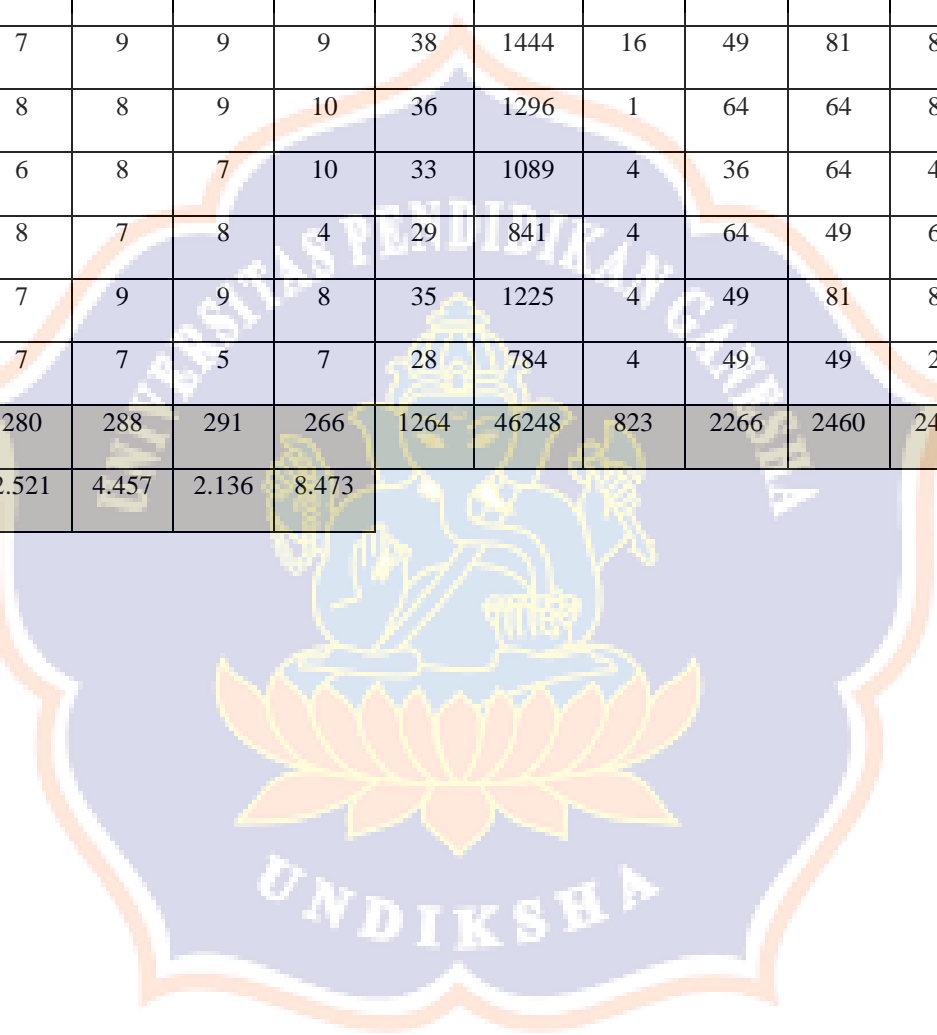 7 9 9 9 38 1444 16 49 81
8 8 9 10 36 1296 1 64 64
6 8 7 10 33 1089 4 36 64
8 7 8 4 29 841 4 64 49
7 9 9 8 35 1225 4 49 81
7 7 5 7 28 784 4 49 49
280 288 291 266 1264 46248 823 2266 2460
2.521 4.457 2.136 8.473
UNIVERSITAS PENDIDIKAN GANESHA
UNDIKSHA